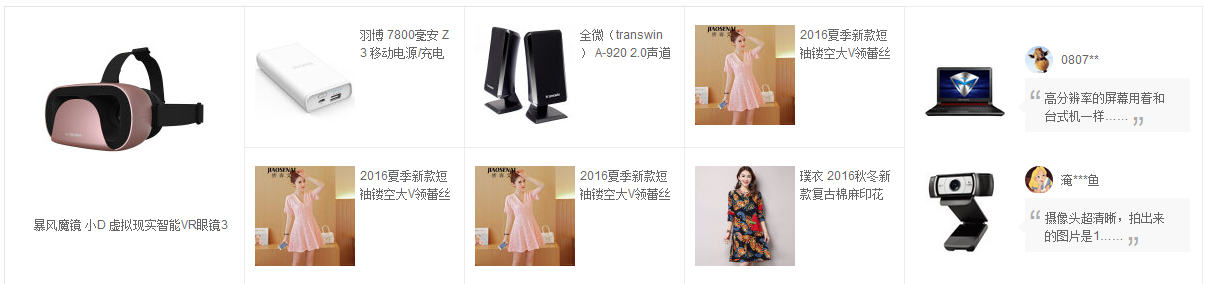 暴风魔镜 小D 虚拟现实智能VR眼镜3
羽博 7800毫安 Z
3 移动电源/充电
全微（transwin
） A-920 2.0声道
JIAOSENAI
2016夏季新款短
袖镂空大V领蕾丝
JIAOSENAI
2016夏季新款短
袖镂空大V领蕾丝
JIAOSENAI
2016夏季新款短
袖镂空大V领蕾丝
璞衣 2016秋冬新
款复古棉麻印花
0807**
“ 高分辨率的屏幕用着和
台式机一样…… ”
淹***鱼
“ 摄像头超清晰，拍出来
的图片是1…… ”